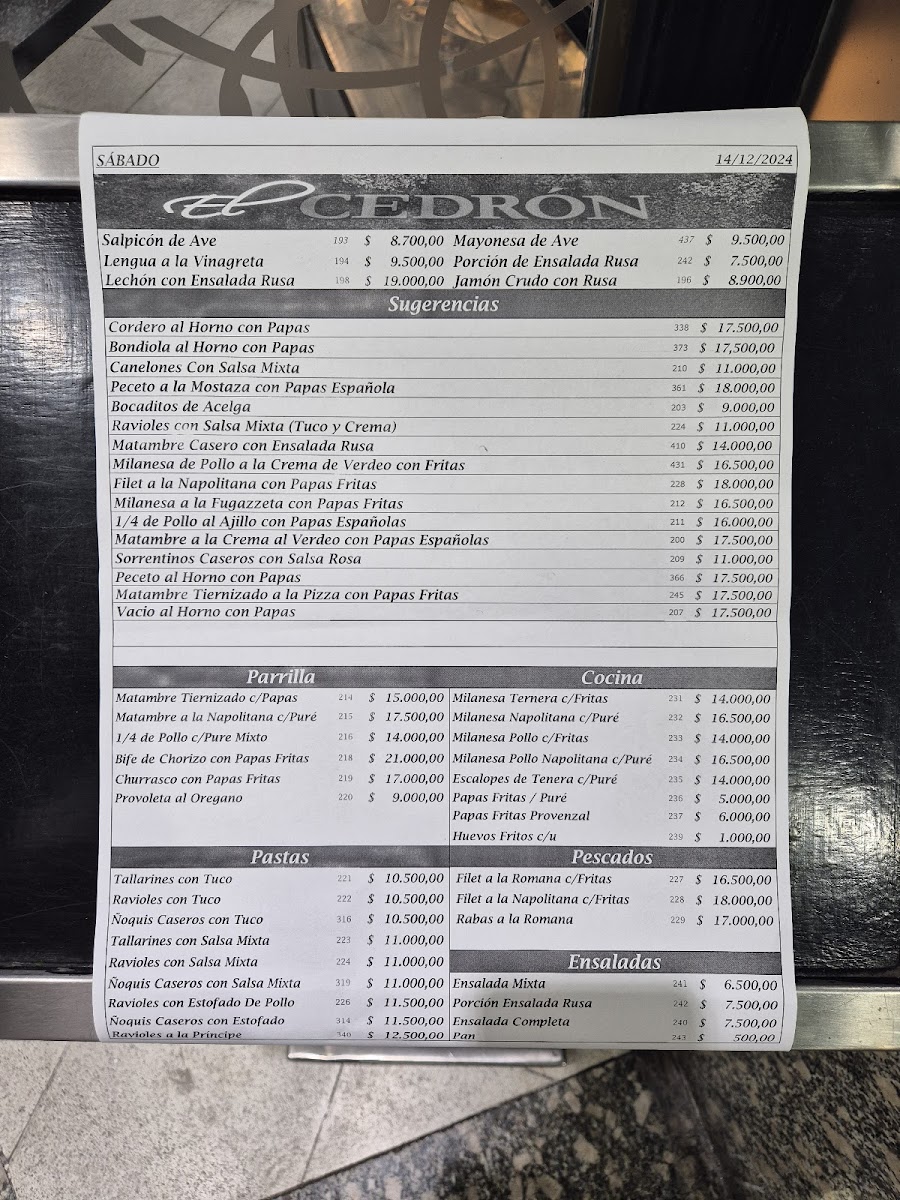 SÁBADO 14/12/2024
El CEDRÓN
Salpicón de Ave 193 $ 8.700,00 Mayonesa de Ave 437 $ 9.500,00
Lengua a la Vinagreta 194 $ 9.500,00 Porción de Ensalada Rusa 242 $ 7.500,00
Lechón con Ensalada Rusa 198 $ 19.000,00 Jamón Crudo con Rusa 196 $ 8.900,00
Sugerencias
Cordero al Horno con Papas 338 $ 17.500,00
Bondiola al Horno con Papas 373 $ 17,500,00
Canelones Con Salsa Mixta 210 $ 11.000,00
Peceto a la Mostaza con Papas Española 361 $ 18.000,00
Bocaditos de Acelga 203 $ 9.000,00
Ravioles con Salsa Mixta (Tuco y Crema) 224 $ 11.000,00
Matambre Casero con Ensalada Rusa 410 $ 14.000,00
Milanesa de Pollo a la Crema de Verdeo con Fritas 431 $ 16.500,00
Filet a la Napolitana con Papas Fritas 228 $ 18.000,00
Milanesa a la Fugazzeta con Papas Fritas 212 $ 16.500,00
1/4 de Pollo al Ajillo con Papas Españolas 211 $ 16.000,00
Matambre a la Crema al Verdeo con Papas Españolas 200 $ 17.500,00
Sorrentinos Caseros con Salsa Rosa 209 $ 11.000,00
Peceto al Horno con Papas 366 $ 17.500,00
Matambre Tiernizado a la Pizza con Papas Fritas 245 $ 17.500,00
Vacio al Horno con Papas 207 $ 17.500,00
Parrilla
Matambre Tiernizado c/Papas 214 $ 15.000,00
Matambre a la Napolitana c/Puré 215 $ 17.500,00
1/4 de Pollo c/Pure Mixto 216 $ 14.000,00
Bife de Chorizo con Papas Fritas 218 $ 21.000,00
Churrasco con Papas Fritas 219 $ 17.000,00
Provoleta al Oregano 220 $ 9.000,00
Cocina
Milanesa Ternera c/Fritas 231 $ 14.000,00
Milanesa Napolitana c/Puré 232 $ 16.500,00
Milanesa Pollo c/Fritas 233 $ 14.000,00
Milanesa Pollo Napolitana c/Puré 234 $ 16.500,00
Escalopes de Tenera c/Puré 235 $ 14.000,00
Papas Fritas / Puré 236 $ 5.000,00
Papas Fritas Provenzal 237 $ 6.000,00
Huevos Fritos c/u 239 $ 1.000,00
Pastas
Tallarines con Tuco 221 $ 10.500,00
Ravioles con Tuco 222 $ 10.500,00
Ñoquis Caseros con Tuco 316 $ 10.500,00
Tallarines con Salsa Mixta 223 $ 11.000,00
Ravioles con Salsa Mixta 224 $ 11.000,00
Ñoquis Caseros con Salsa Mixta 319 $ 11.000,00
Ravioles con Estofado De Pollo 226 $ 11.500,00
Ñoquis Caseros con Estofado 314 $ 11.500,00
Ravioles a la Príncipe 340 $ 12.500,00
Pescados
Filet a la Romana c/Fritas 227 $ 16.500,00
Filet a la Napolitana c/Fritas 228 $ 18.000,00
Rabas a la Romana 229 $ 17.000,00
Ensaladas
Ensalada Mixta 241 $ 6.500,00
Porción Ensalada Rusa 242 $ 7.500,00
Ensalada Completa 240 $ 7.500,00
Pan 243 $ 500,00